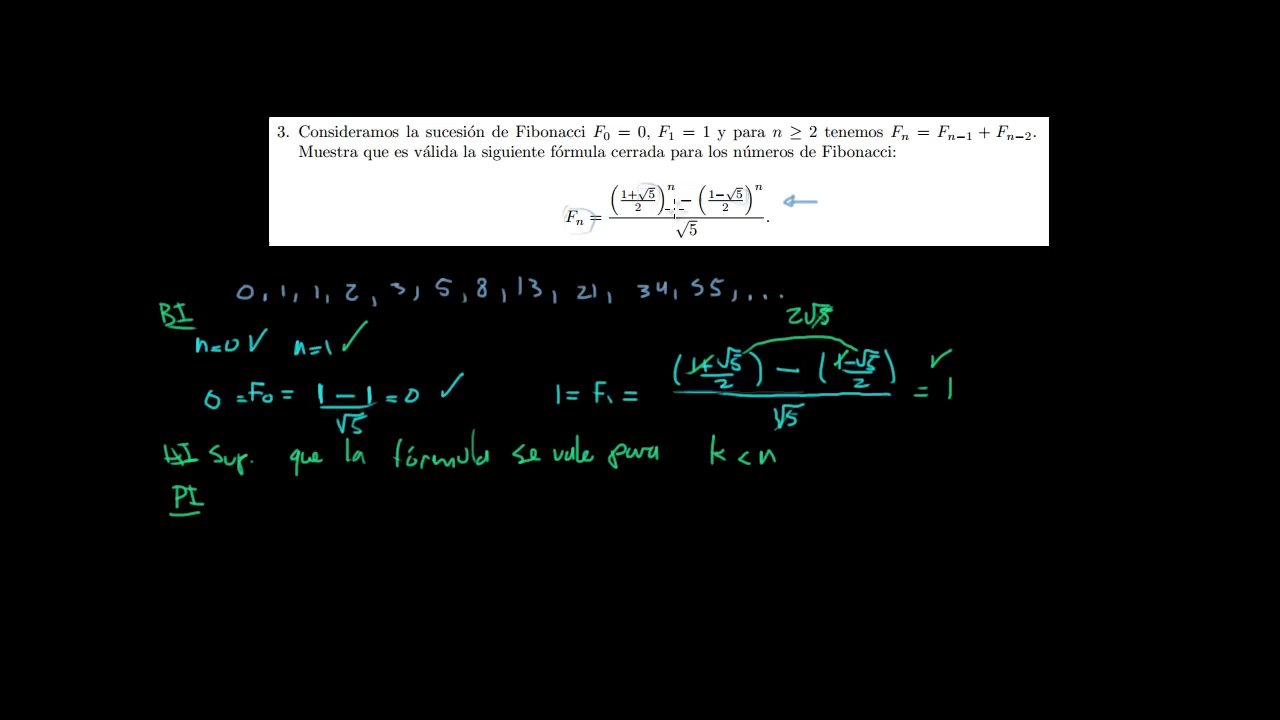 3. Consideramos la sucesión de Fibonacci F₀ = 0, F₁ = 1 y para n ≥ 2 tenemos Fₙ = Fₙ₋₁ + Fₙ₋₂.
Muestra que es válida la siguiente fórmula cerrada para los números de Fibonacci:
Fₙ = (((1+√5)/2)ⁿ − ((1−√5)/2)ⁿ)/√5.
0, 1, 1, 2, 3, 5, 8, 13, 21, 34, 55, ...
BI
2√5
n=0 ✓ n=1 ✓
0 = F₀ = (1 − 1)/√5 = 0 ✓ 1 = F₁ = (((1+√5)/2) − ((1−√5)/2))/√5 = 1 ✓
HI Sup. que la fórmula se vale para k < n
PI